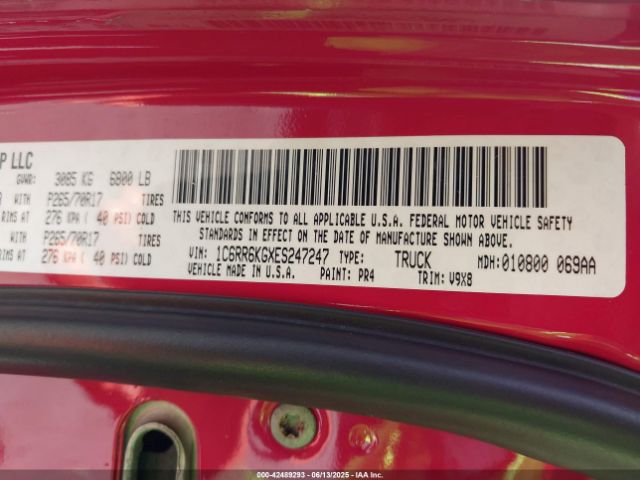 P LLC
GVWR: 3085 KG 6800 LB
WITH P265/70R17 TIRES
RIMS AT 276 KPA ( 40 PSI) COLD
WITH P265/70R17 TIRES
RIMS AT 276 KPA ( 40 PSI) COLD
THIS VEHICLE CONFORMS TO ALL APPLICABLE U.S.A. FEDERAL MOTOR VEHICLE SAFETY
STANDARDS IN EFFECT ON THE DATE OF MANUFACTURE SHOWN ABOVE.
VIN: 1C6RR6KGXES247247 TYPE: TRUCK MDH: 010800 069AA
VEHICLE MADE IN U.S.A. PAINT: PR4 TRIM: V9X8
000-42489293 - 06/13/2025 - IAA Inc.